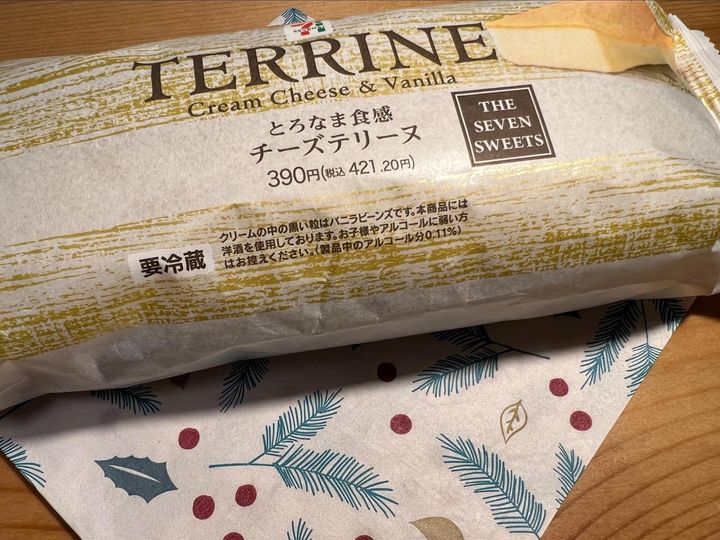 TERRINE
Cream Cheese & Vanilla
とろなま食感
チーズテリーヌ
390円(税込 421.20円)
THE
SEVEN
SWEETS
要冷蔵
クリームの中の黒い粒はバニラビーンズです。本商品には
洋酒を使用しております。お子様やアルコールに弱い方
はお控えください。(製品中のアルコール分0.11%)